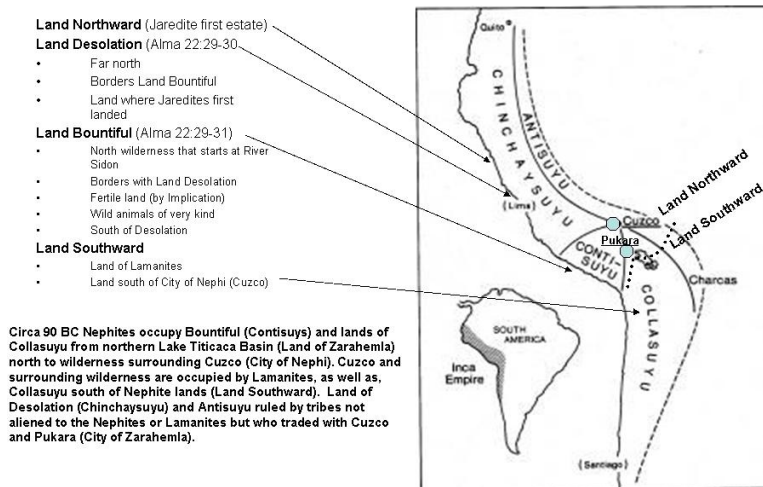 Land Northward (Jaredite first estate)
Land Desolation (Alma 22:29-30
• Far north
• Borders Land Bountiful
• Land where Jaredites first
landed
Land Bountiful (Alma 22:29-31)
• North wilderness that starts at River
Sidon
• Borders with Land Desolation
• Fertile land (by Implication)
• Wild animals of very kind
• South of Desolation
Land Southward
• Land of Lamanites
• Land south of City of Nephi (Cuzco)
Circa 90 BC Nephites occupy Bountiful (Contisuys) and lands of
Collasuyu from northern Lake Titicaca Basin (Land of Zarahemla)
north to wilderness surrounding Cuzco (City of Nephi). Cuzco and
surrounding wilderness are occupied by Lamanites, as well as,
Collasuyu south of Nephite lands (Land Southward).  Land of
Desolation (Chinchaysuyu) and Antisuyu ruled by tribes not
aliened to the Nephites or Lamanites but who traded with Cuzco
and Pukara (City of Zarahemla).
Quito
CHINCHAYSUYU
ANTISUYU
(Lima)
Land Northward
Cuzco
Land Southward
Pukara
CONTI-
SUYU
Charcas
COLLASUYU
SOUTH
AMERICA
Inca
Empire
(Santiago)